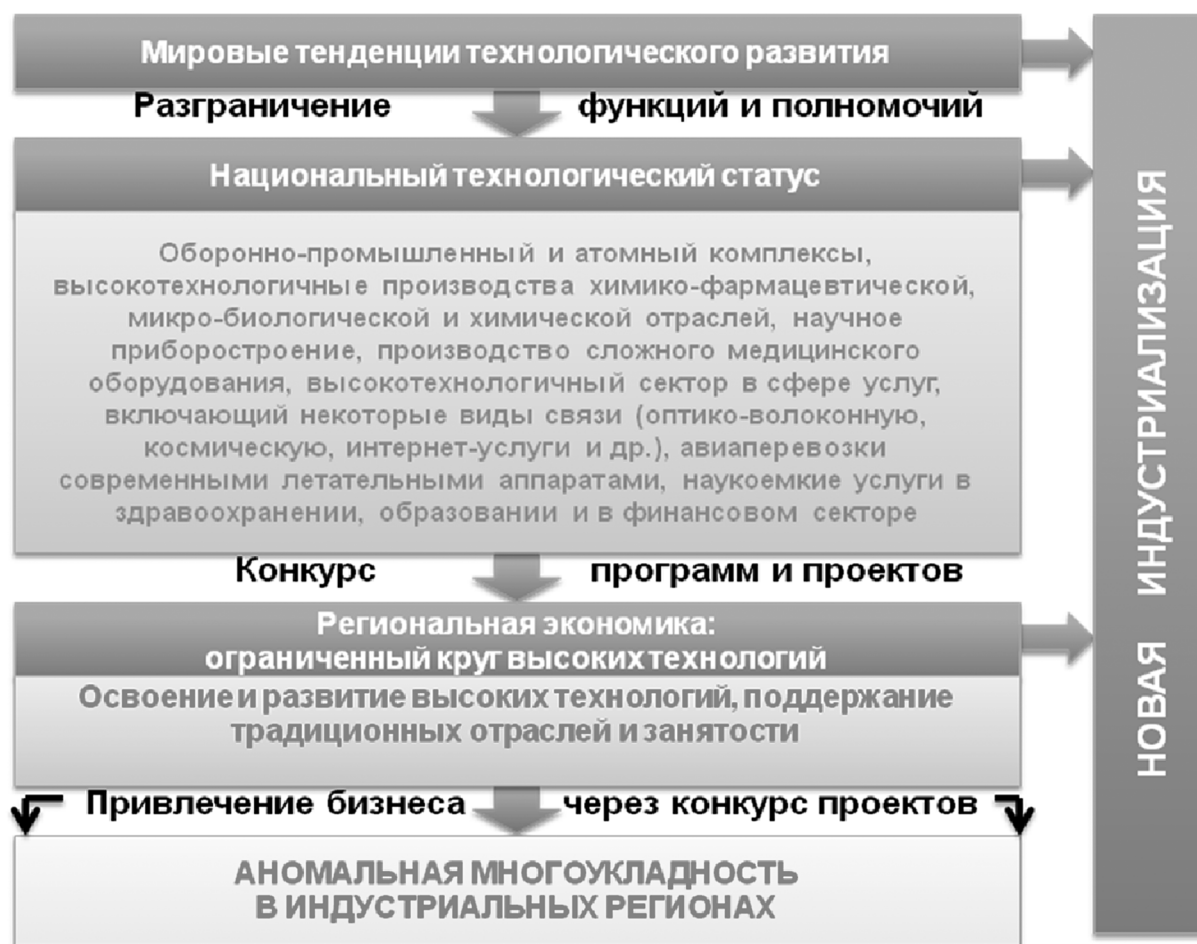 Мировые тенденции технологического развития
Разграничение функций и полномочий
Национальный технологический статус
Оборонно-промышленный и атомный комплексы,
высокотехнологичные производства химико-фармацевтической,
микро-биологической и химической отраслей, научное
приборостроение, производство сложного медицинского
оборудования, высокотехнологичный сектор в сфере услуг,
включающий некоторые виды связи (оптико-волоконную,
космическую, интернет-услуги и др.), авиаперевозки
современными летательными аппаратами, наукоемкие услуги в
здравоохранении, образовании и в финансовом секторе
Конкурс программ и проектов
Региональная экономика:
ограниченный круг высоких технологий
Освоение и развитие высоких технологий, поддержание
традиционных отраслей и занятости
Привлечение бизнеса через конкурс проектов
АНОМАЛЬНАЯ МНОГОУКЛАДНОСТЬ
В ИНДУСТРИАЛЬНЫХ РЕГИОНАХ
НОВАЯ ИНДУСТРИАЛИЗАЦИЯ